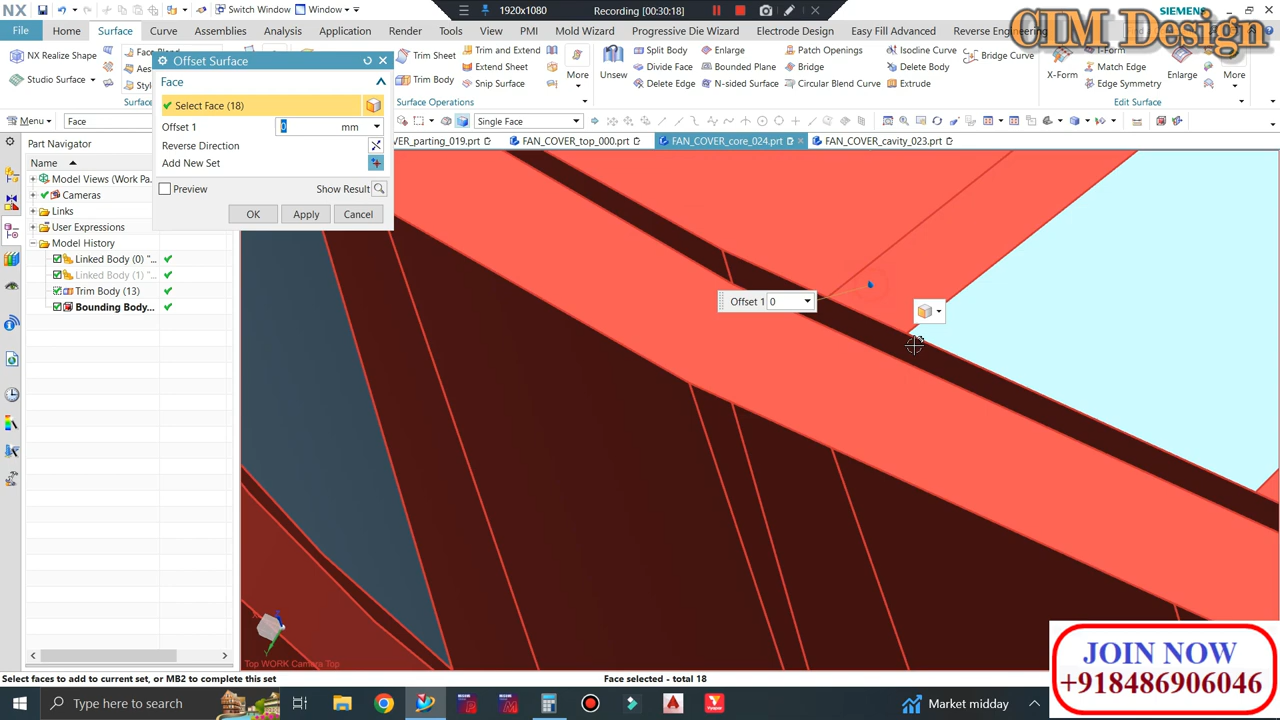 NX
Switch Window
Window
1920x1080
Recording [00:30:18]
SIEMENS
CIM Design
File
Home
Surface
Curve
Assemblies
Analysis
Application
Render
Tools
View
PMI
Mold Wizard
Progressive Die Wizard
Electrode Design
Easy Fill Advanced
Reverse Engineering
NX Realize Shape
Studio Surface
Trim Sheet
Trim Body
Trim and Extend
Extend Sheet
Snip Surface
More
Unsew
Split Body
Divide Face
Delete Edge
Enlarge
Bounded Plane
N-sided Surface
Patch Openings
Bridge
Circular Blend Curve
Isocline Curve
Delete Body
Extrude
Bridge Curve
X-Form
I-Form
Match Edge
Edge Symmetry
Enlarge
More
Surface Operations
Edit Surface
Menu
Face
Single Face
Offset Surface
Face
Select Face (18)
Offset 1
0
mm
Reverse Direction
Add New Set
Preview
Show Result
OK
Apply
Cancel
VER_parting_019.prt
FAN_COVER_top_000.prt
FAN_COVER_core_024.prt
FAN_COVER_cavity_023.prt
Part Navigator
Name
Model Views (Work Pa
Cameras
Links
User Expressions
Model History
Linked Body (0) "...
Linked Body (1) "...
Trim Body (13)
Bounding Body...
Offset 1 0
Top WORK Camera Top
JOIN NOW
+918486906046
Select faces to add to current set, or MB2 to complete this set
Face selected - total 18
Type here to search
Market midday